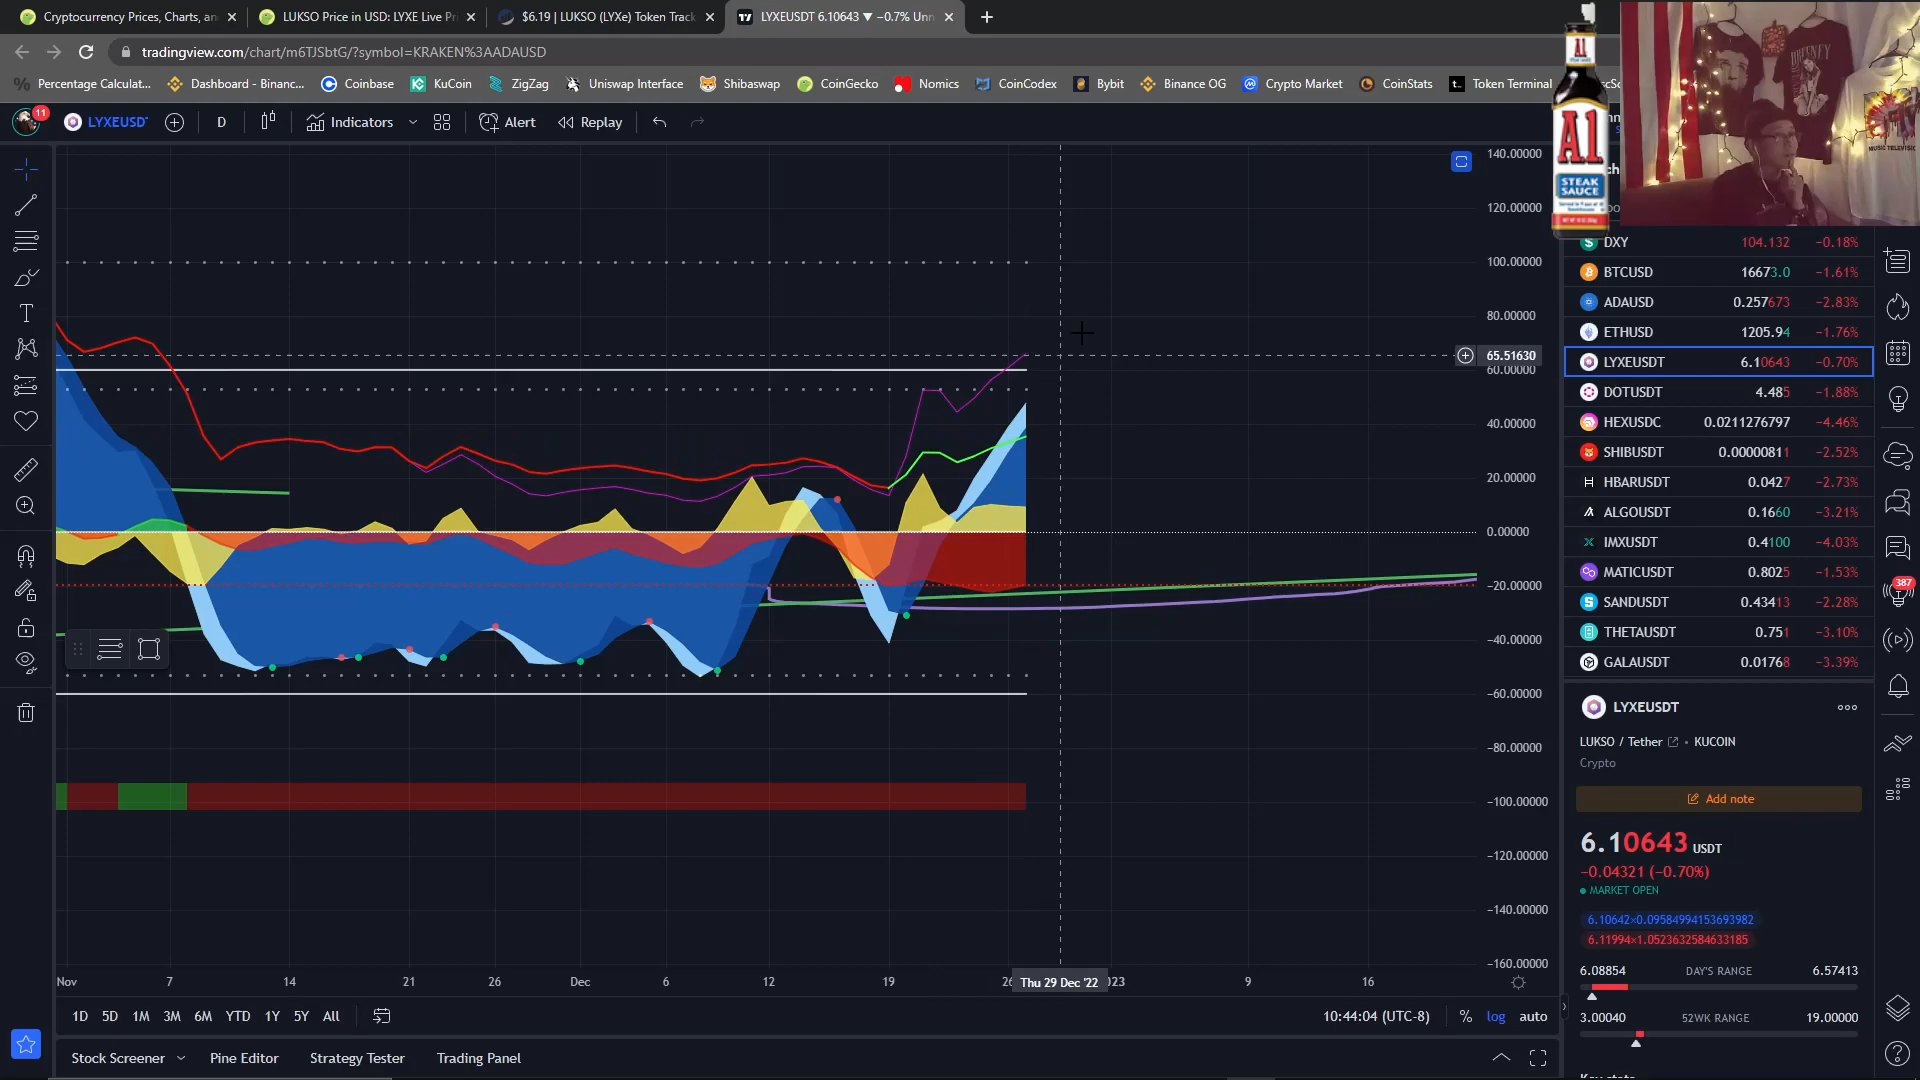 Cryptocurrency Prices, Charts, an
LUKSO Price in USD: LYXE Live Pr
$6.19 | LUKSO (LYXe) Token Track
LYXEUSDT 6.10643 ▼ −0.7% Unn
tradingview.com/chart/m6TJSbtG/?symbol=KRAKEN%3AADAUSD
Percentage Calculat...
Dashboard - Binanc...
Coinbase
KuCoin
ZigZag
Uniswap Interface
Shibaswap
CoinGecko
Nomics
CoinCodex
Bybit
Binance OG
Crypto Market
CoinStats
Token Terminal
11
LYXEUSD
D
Indicators
Alert
Replay
A1
A1
STEAK
SAUCE
MUSIC TELEVISI
140.00000
120.00000
100.00000
80.00000
65.51630
60.00000
40.00000
20.00000
0.00000
−20.00000
−40.00000
−60.00000
−80.00000
−100.00000
−120.00000
−140.00000
−160.00000
Nov
7
14
21
26
Dec
6
12
19
26
Thu 29 Dec '22
023
9
16
DXY 104.132 −0.18%
BTCUSD 16673.0 −1.61%
ADAUSD 0.257673 −2.83%
ETHUSD 1205.94 −1.76%
LYXEUSDT 6.10643 −0.70%
DOTUSDT 4.485 −1.88%
HEXUSDC 0.0211276797 −4.46%
SHIBUSDT 0.00000811 −2.52%
HBARUSDT 0.0427 −2.73%
ALGOUSDT 0.1660 −3.21%
IMXUSDT 0.4100 −4.03%
MATICUSDT 0.8025 −1.53%
SANDUSDT 0.43413 −2.28%
THETAUSDT 0.751 −3.10%
GALAUSDT 0.01768 −3.39%
387
LYXEUSDT
LUKSO / Tether • KUCOIN
Crypto
Add note
6.10643 USDT
−0.04321 (−0.70%)
MARKET OPEN
6.10642×0.09584994153693982
6.11994×1.0523632584633185
6.08854 DAY'S RANGE 6.57413
3.00040 52WK RANGE 19.00000
1D 5D 1M 3M 6M YTD 1Y 5Y All
10:44:04 (UTC-8) % log auto
Stock Screener
Pine Editor
Strategy Tester
Trading Panel